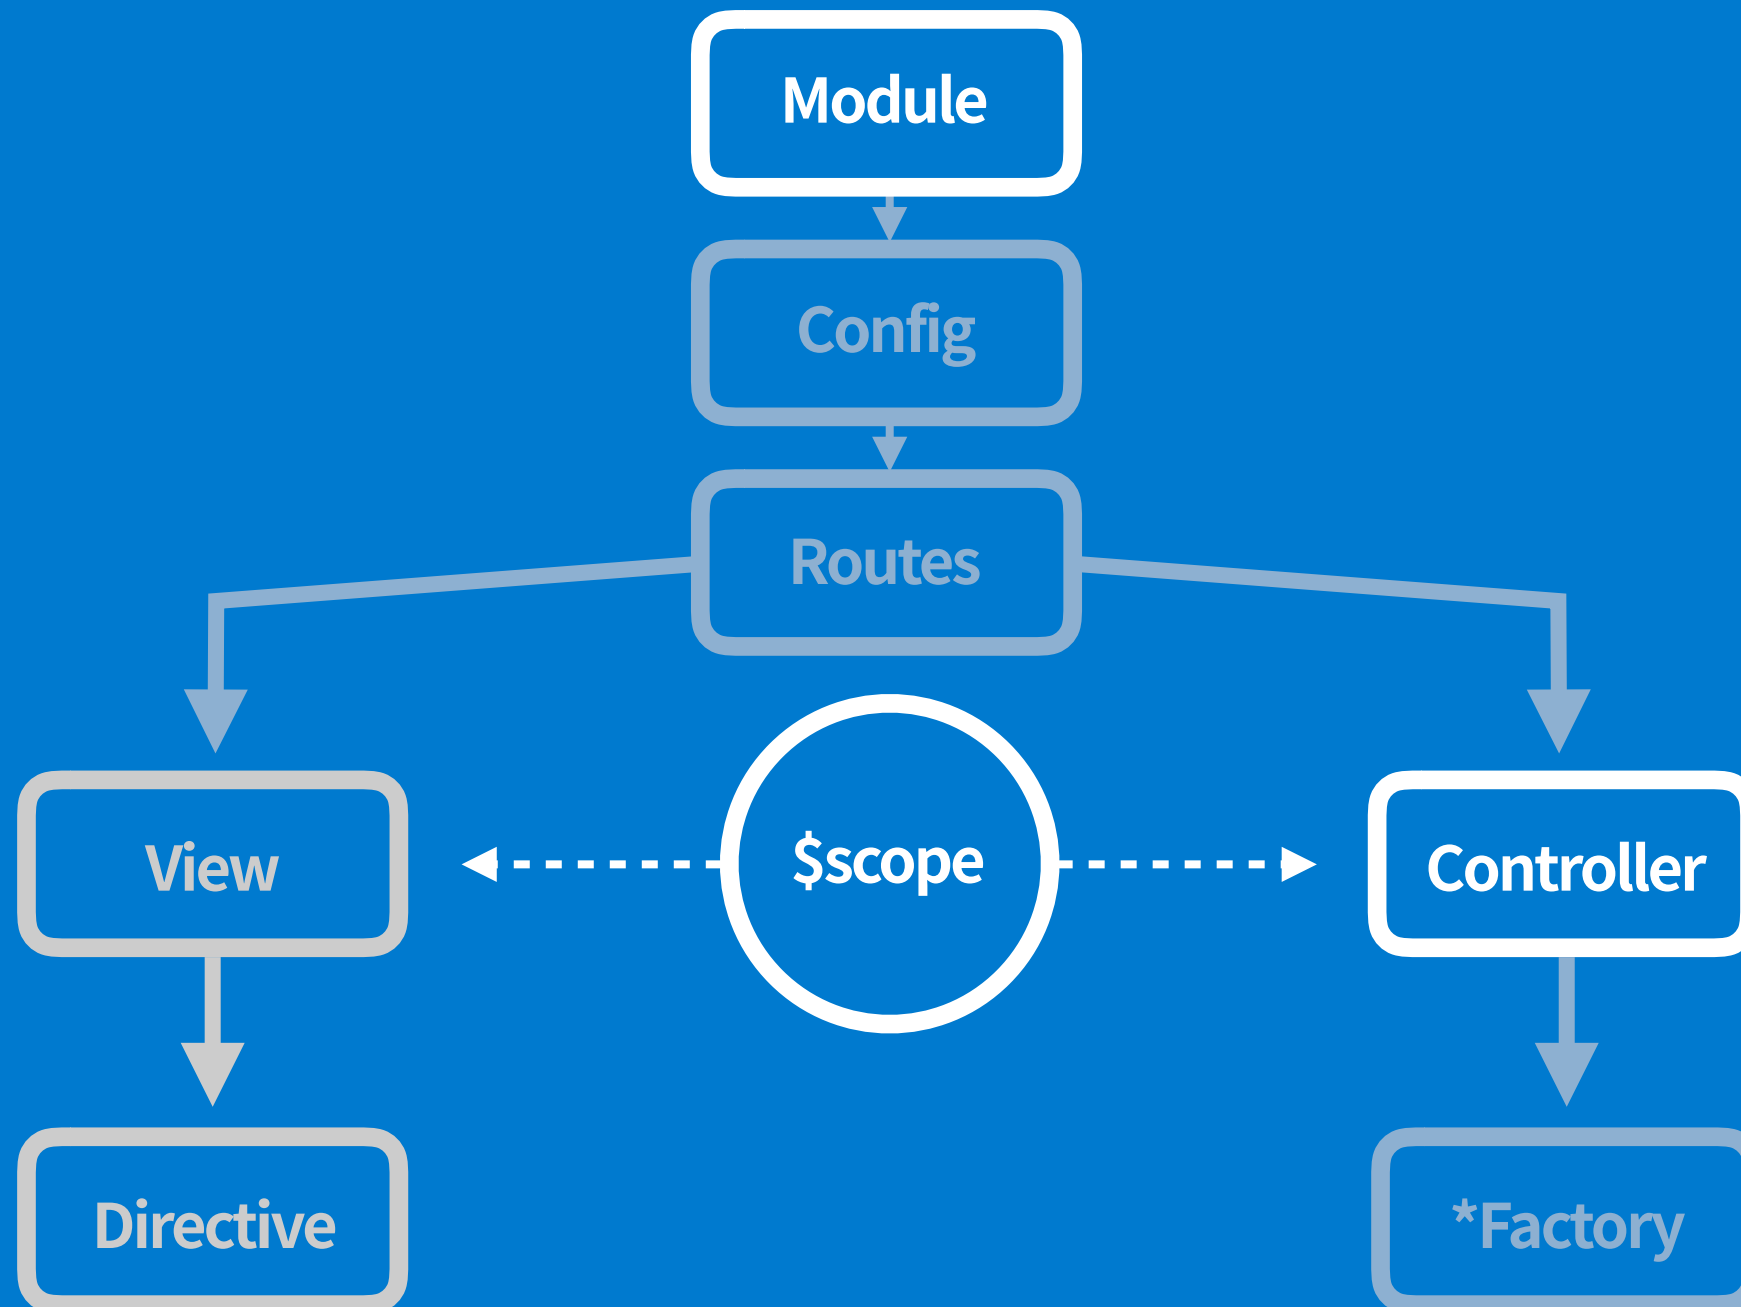 Module
Config
Routes
View
$scope
Controller
Directive
*Factory